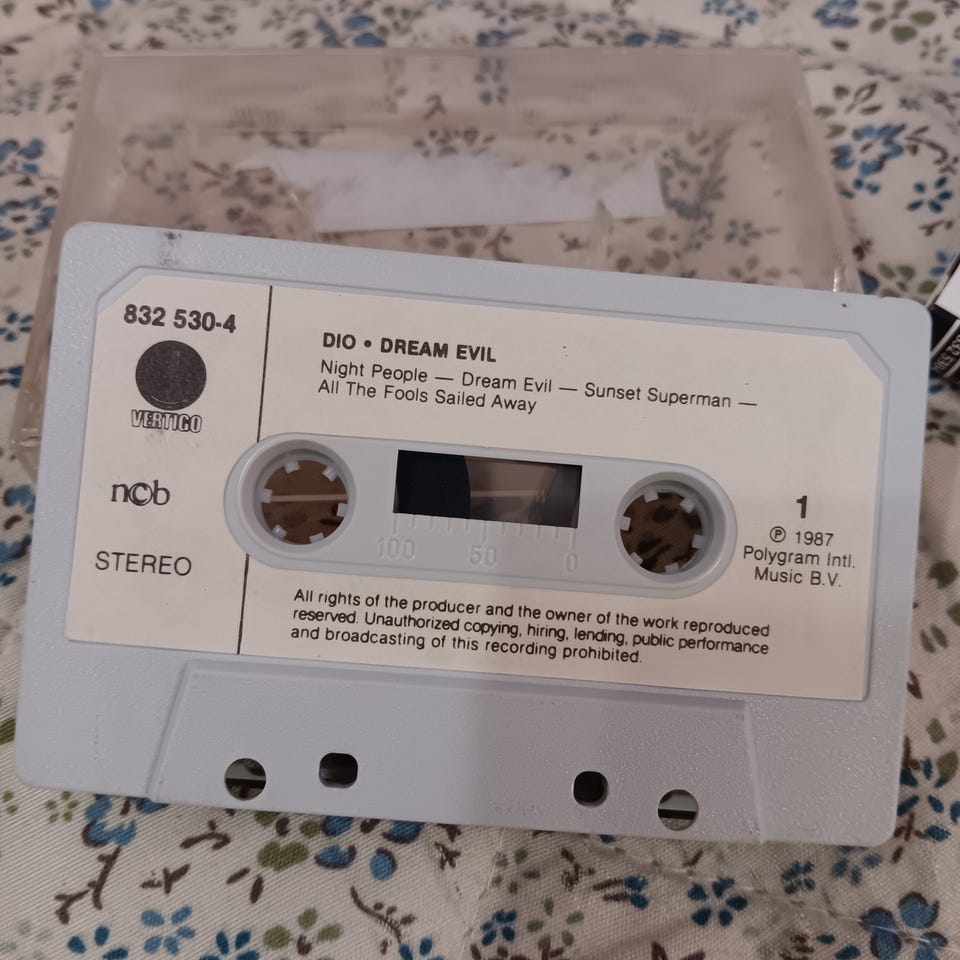 832 530-4
VERTIGO
ncb
STEREO
DIO • DREAM EVIL
Night People — Dream Evil — Sunset Superman —
All The Fools Sailed Away
100 50 0
1
℗ 1987
Polygram Intl.
Music B.V.
All rights of the producer and the owner of the work reproduced
reserved. Unauthorized copying, hiring, lending, public performance
and broadcasting of this recording prohibited.